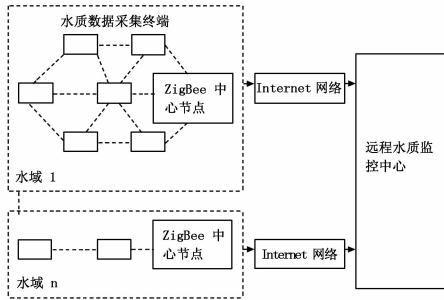 水质数据采集终端
ZigBee 中
心节点
Internet 网络
水域 1
远程水质监
控中心
ZigBee 中
心节点
Internet 网络
水域 n